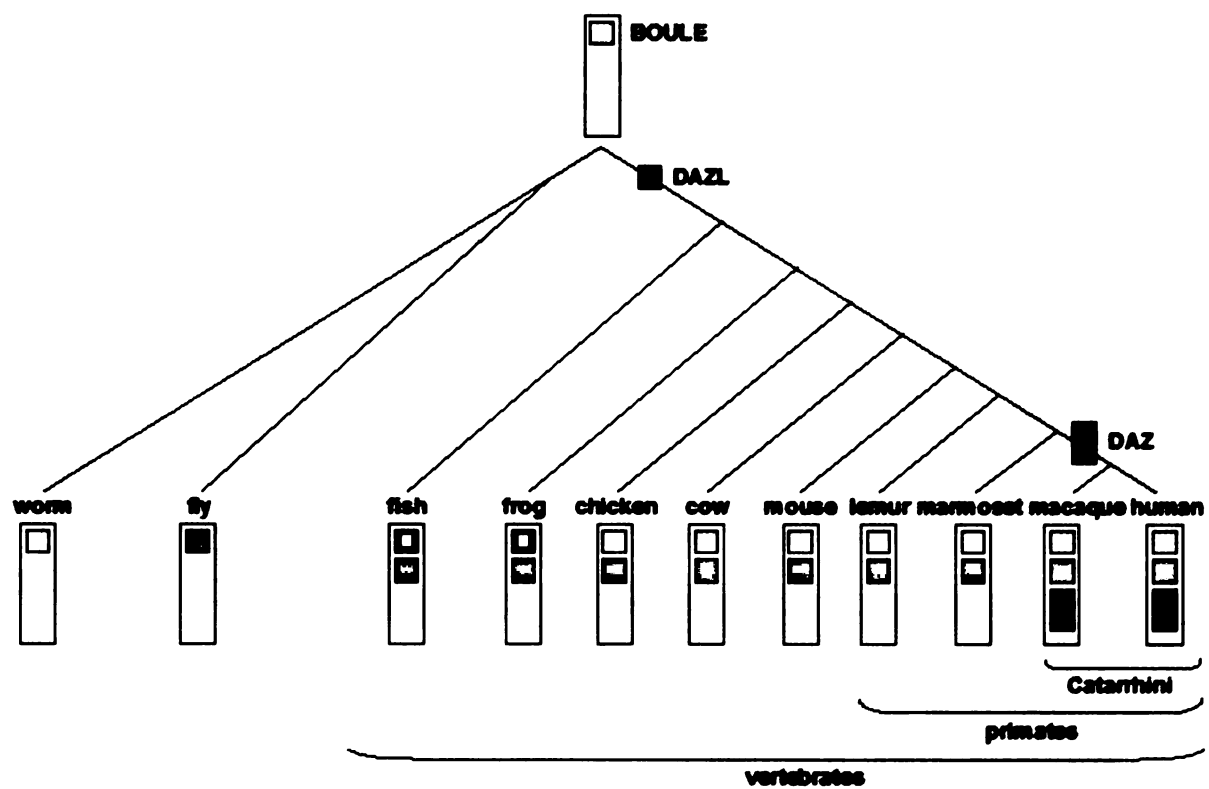 BOULE
DAZL
DAZ
worm fly fish frog chicken cow mouse lemur marmoset macaque human
Catarrhini
primates
vertebrates